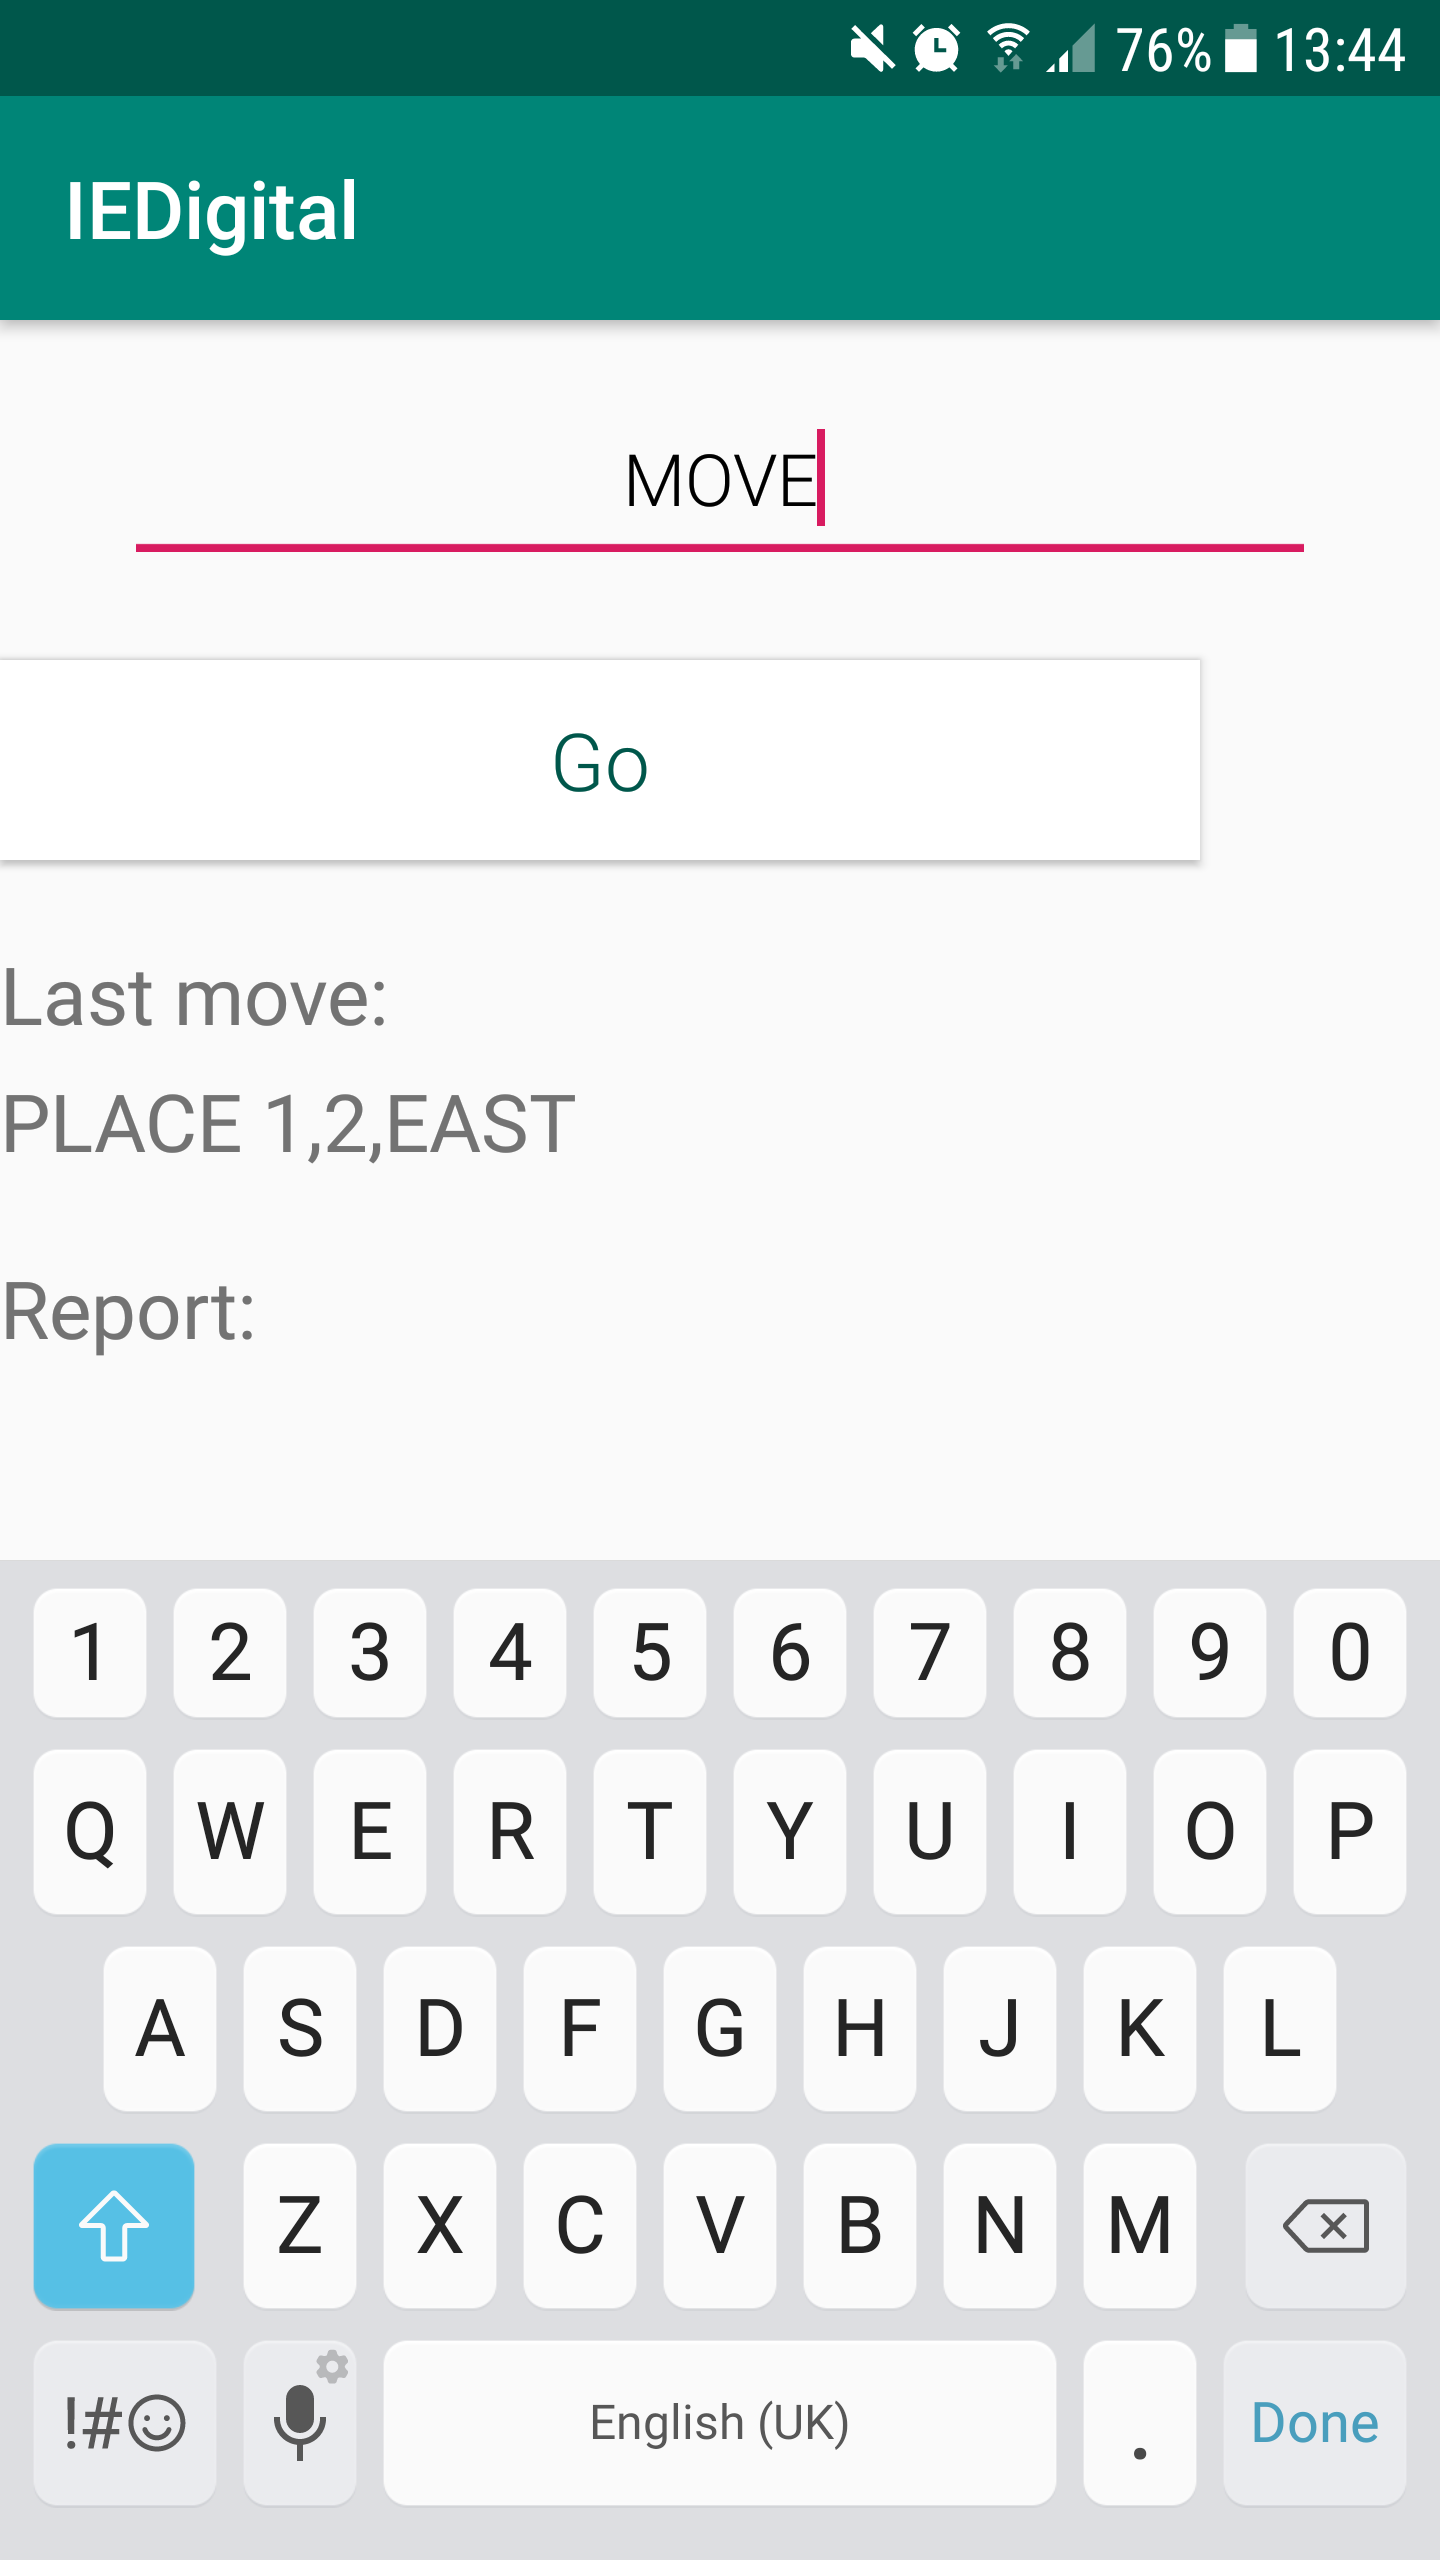 76% 13:44
IEDigital
MOVE
Go
Last move:
PLACE 1,2,EAST
Report:
1 2 3 4 5 6 7 8 9 0
Q W E R T Y U I O P
A S D F G H J K L
Z X C V B N M
!#☺ English (UK) . Done